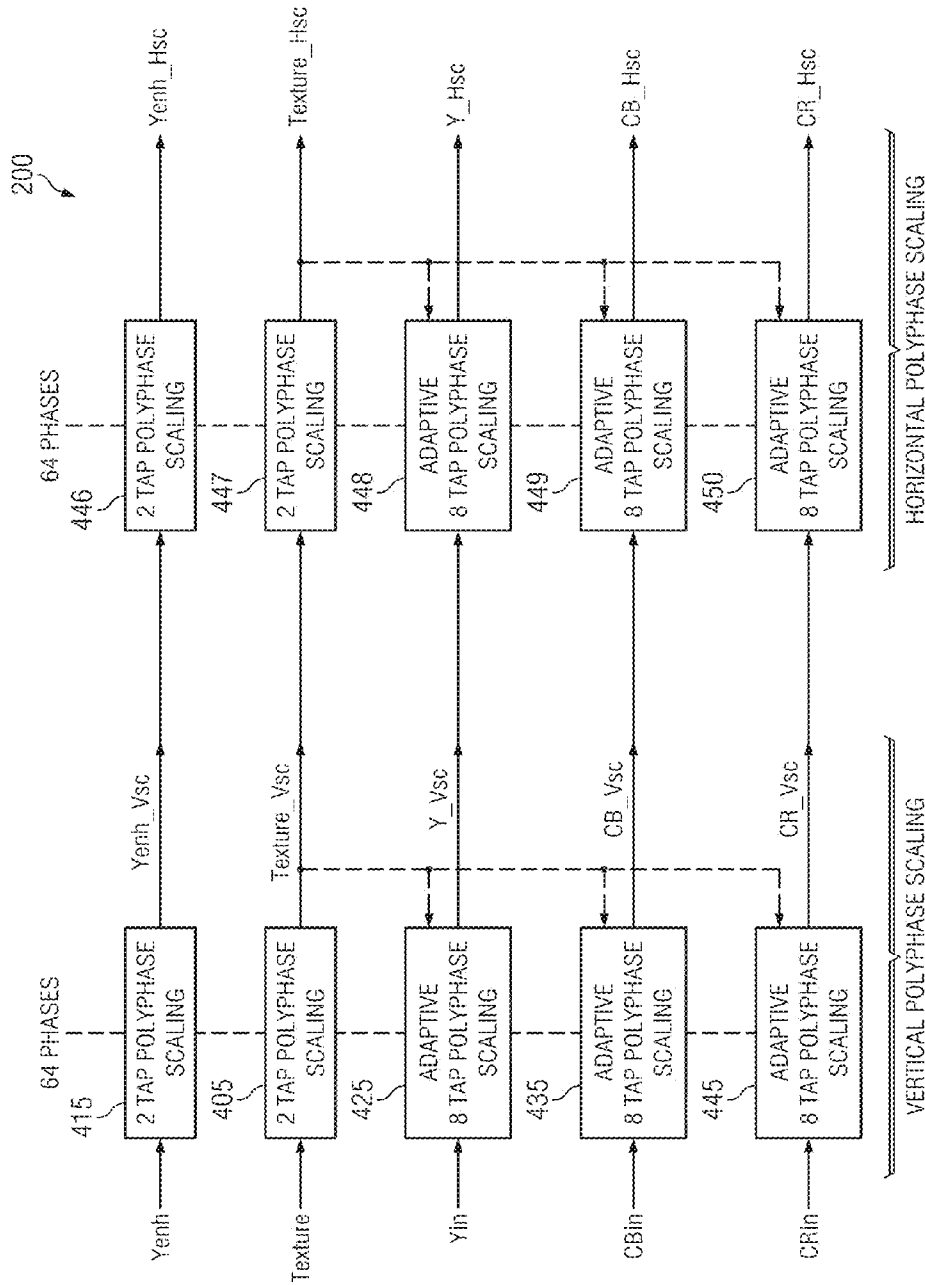 200
64 PHASES
64 PHASES
Yenh
415
2 TAP POLYPHASE
SCALING
Yenh_Vsc
446
2 TAP POLYPHASE
SCALING
Yenh_Hsc
Texture
405
2 TAP POLYPHASE
SCALING
Texture_Vsc
447
2 TAP POLYPHASE
SCALING
Texture_Hsc
Yin
425
ADAPTIVE
8 TAP POLYPHASE
SCALING
Y_Vsc
448
ADAPTIVE
8 TAP POLYPHASE
SCALING
Y_Hsc
CBin
435
ADAPTIVE
8 TAP POLYPHASE
SCALING
CB_Vsc
449
ADAPTIVE
8 TAP POLYPHASE
SCALING
CB_Hsc
CRin
445
ADAPTIVE
8 TAP POLYPHASE
SCALING
CR_Vsc
450
ADAPTIVE
8 TAP POLYPHASE
SCALING
CR_Hsc
VERTICAL POLYPHASE SCALING
HORIZONTAL POLYPHASE SCALING